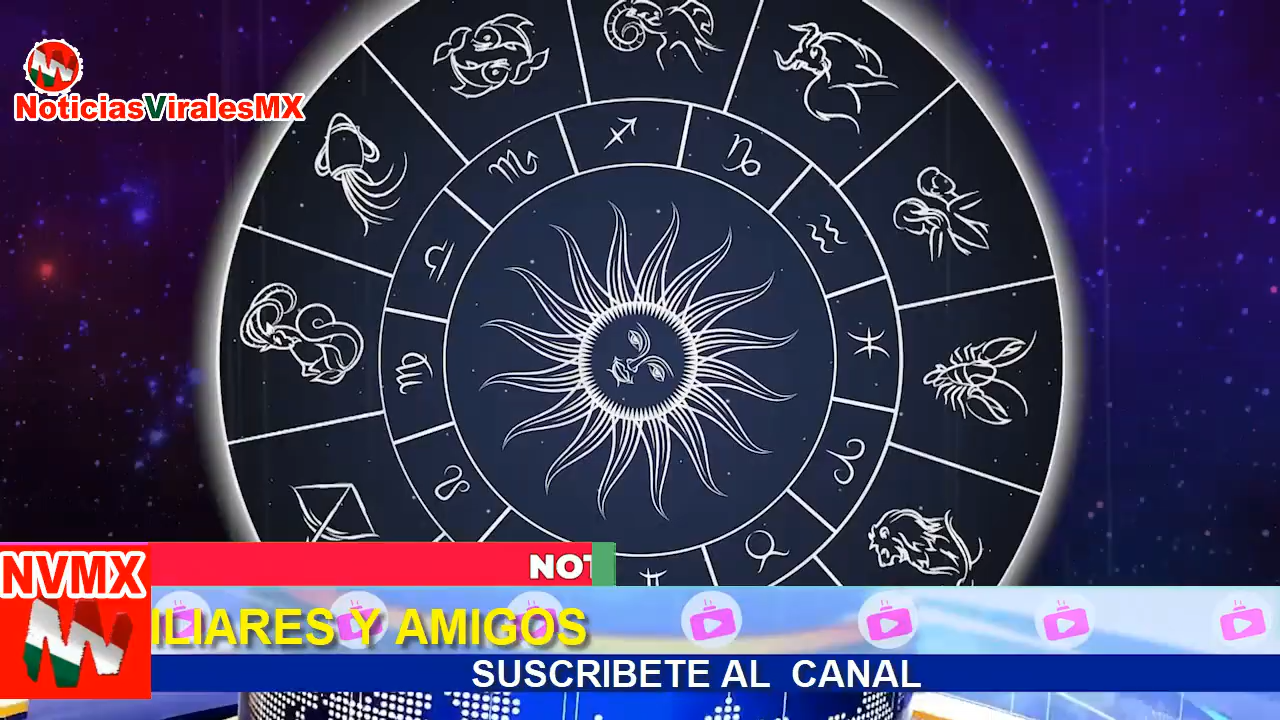 NoticiasViralesMX
NOT
NVMX
ILIARES Y AMIGOS
SUSCRIBETE AL CANAL